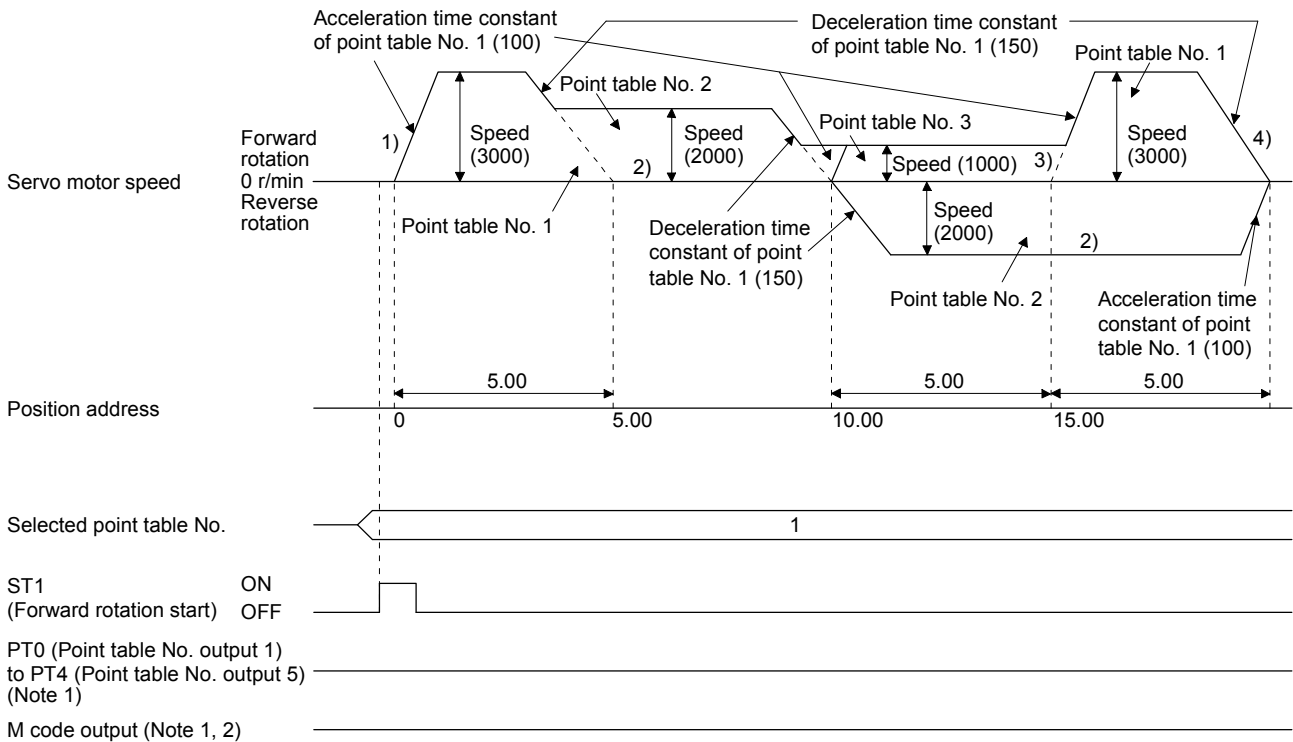 Acceleration time constant
of point table No. 1 (100)
Deceleration time constant
of point table No. 1 (150)
Point table No. 1
Point table No. 2
Point table No. 3
Servo motor speed
Forward
rotation
0 r/min
Reverse
rotation
1)
Speed
(3000)
2)
Speed
(2000)
Speed (1000)
3)
Speed
(3000)
4)
Point table No. 1
Deceleration time
constant of point
table No. 1 (150)
Speed
(2000)
2)
Point table No. 2
Acceleration time
constant of point
table No. 1 (100)
5.00
5.00
5.00
Position address
0
5.00
10.00
15.00
Selected point table No.
1
ST1
(Forward rotation start)
ON
OFF
PT0 (Point table No. output 1)
to PT4 (Point table No. output 5)
(Note 1)
M code output (Note 1, 2)